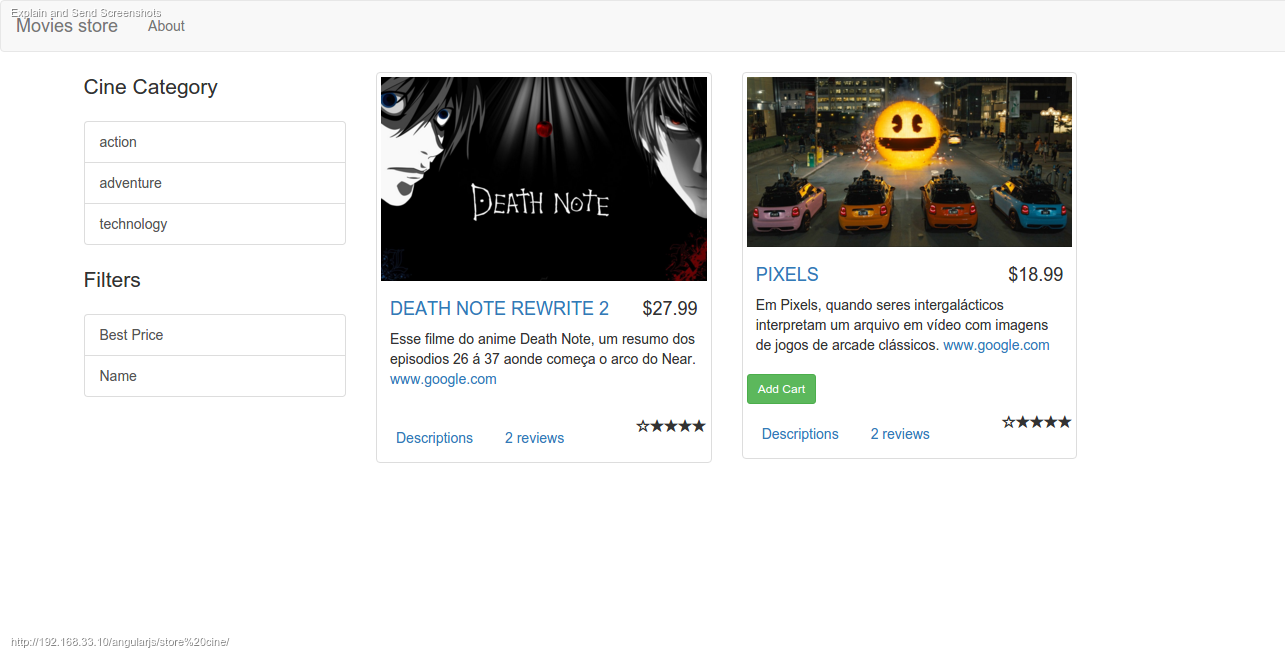 Explain and Send Screenshots
Movies store
About
Cine Category
action
adventure
technology
Filters
Best Price
Name
DEATH NOTE
DEATH NOTE REWRITE 2
$27.99
Esse filme do anime Death Note, um resumo dos
episodios 26 á 37 aonde começa o arco do Near.
www.google.com
Descriptions
2 reviews
PIXELS
$18.99
Em Pixels, quando seres intergalácticos
interpretam um arquivo em vídeo com imagens
de jogos de arcade clássicos. www.google.com
Add Cart
Descriptions
2 reviews
http://192.168.33.10/angularjs/store%20cine/